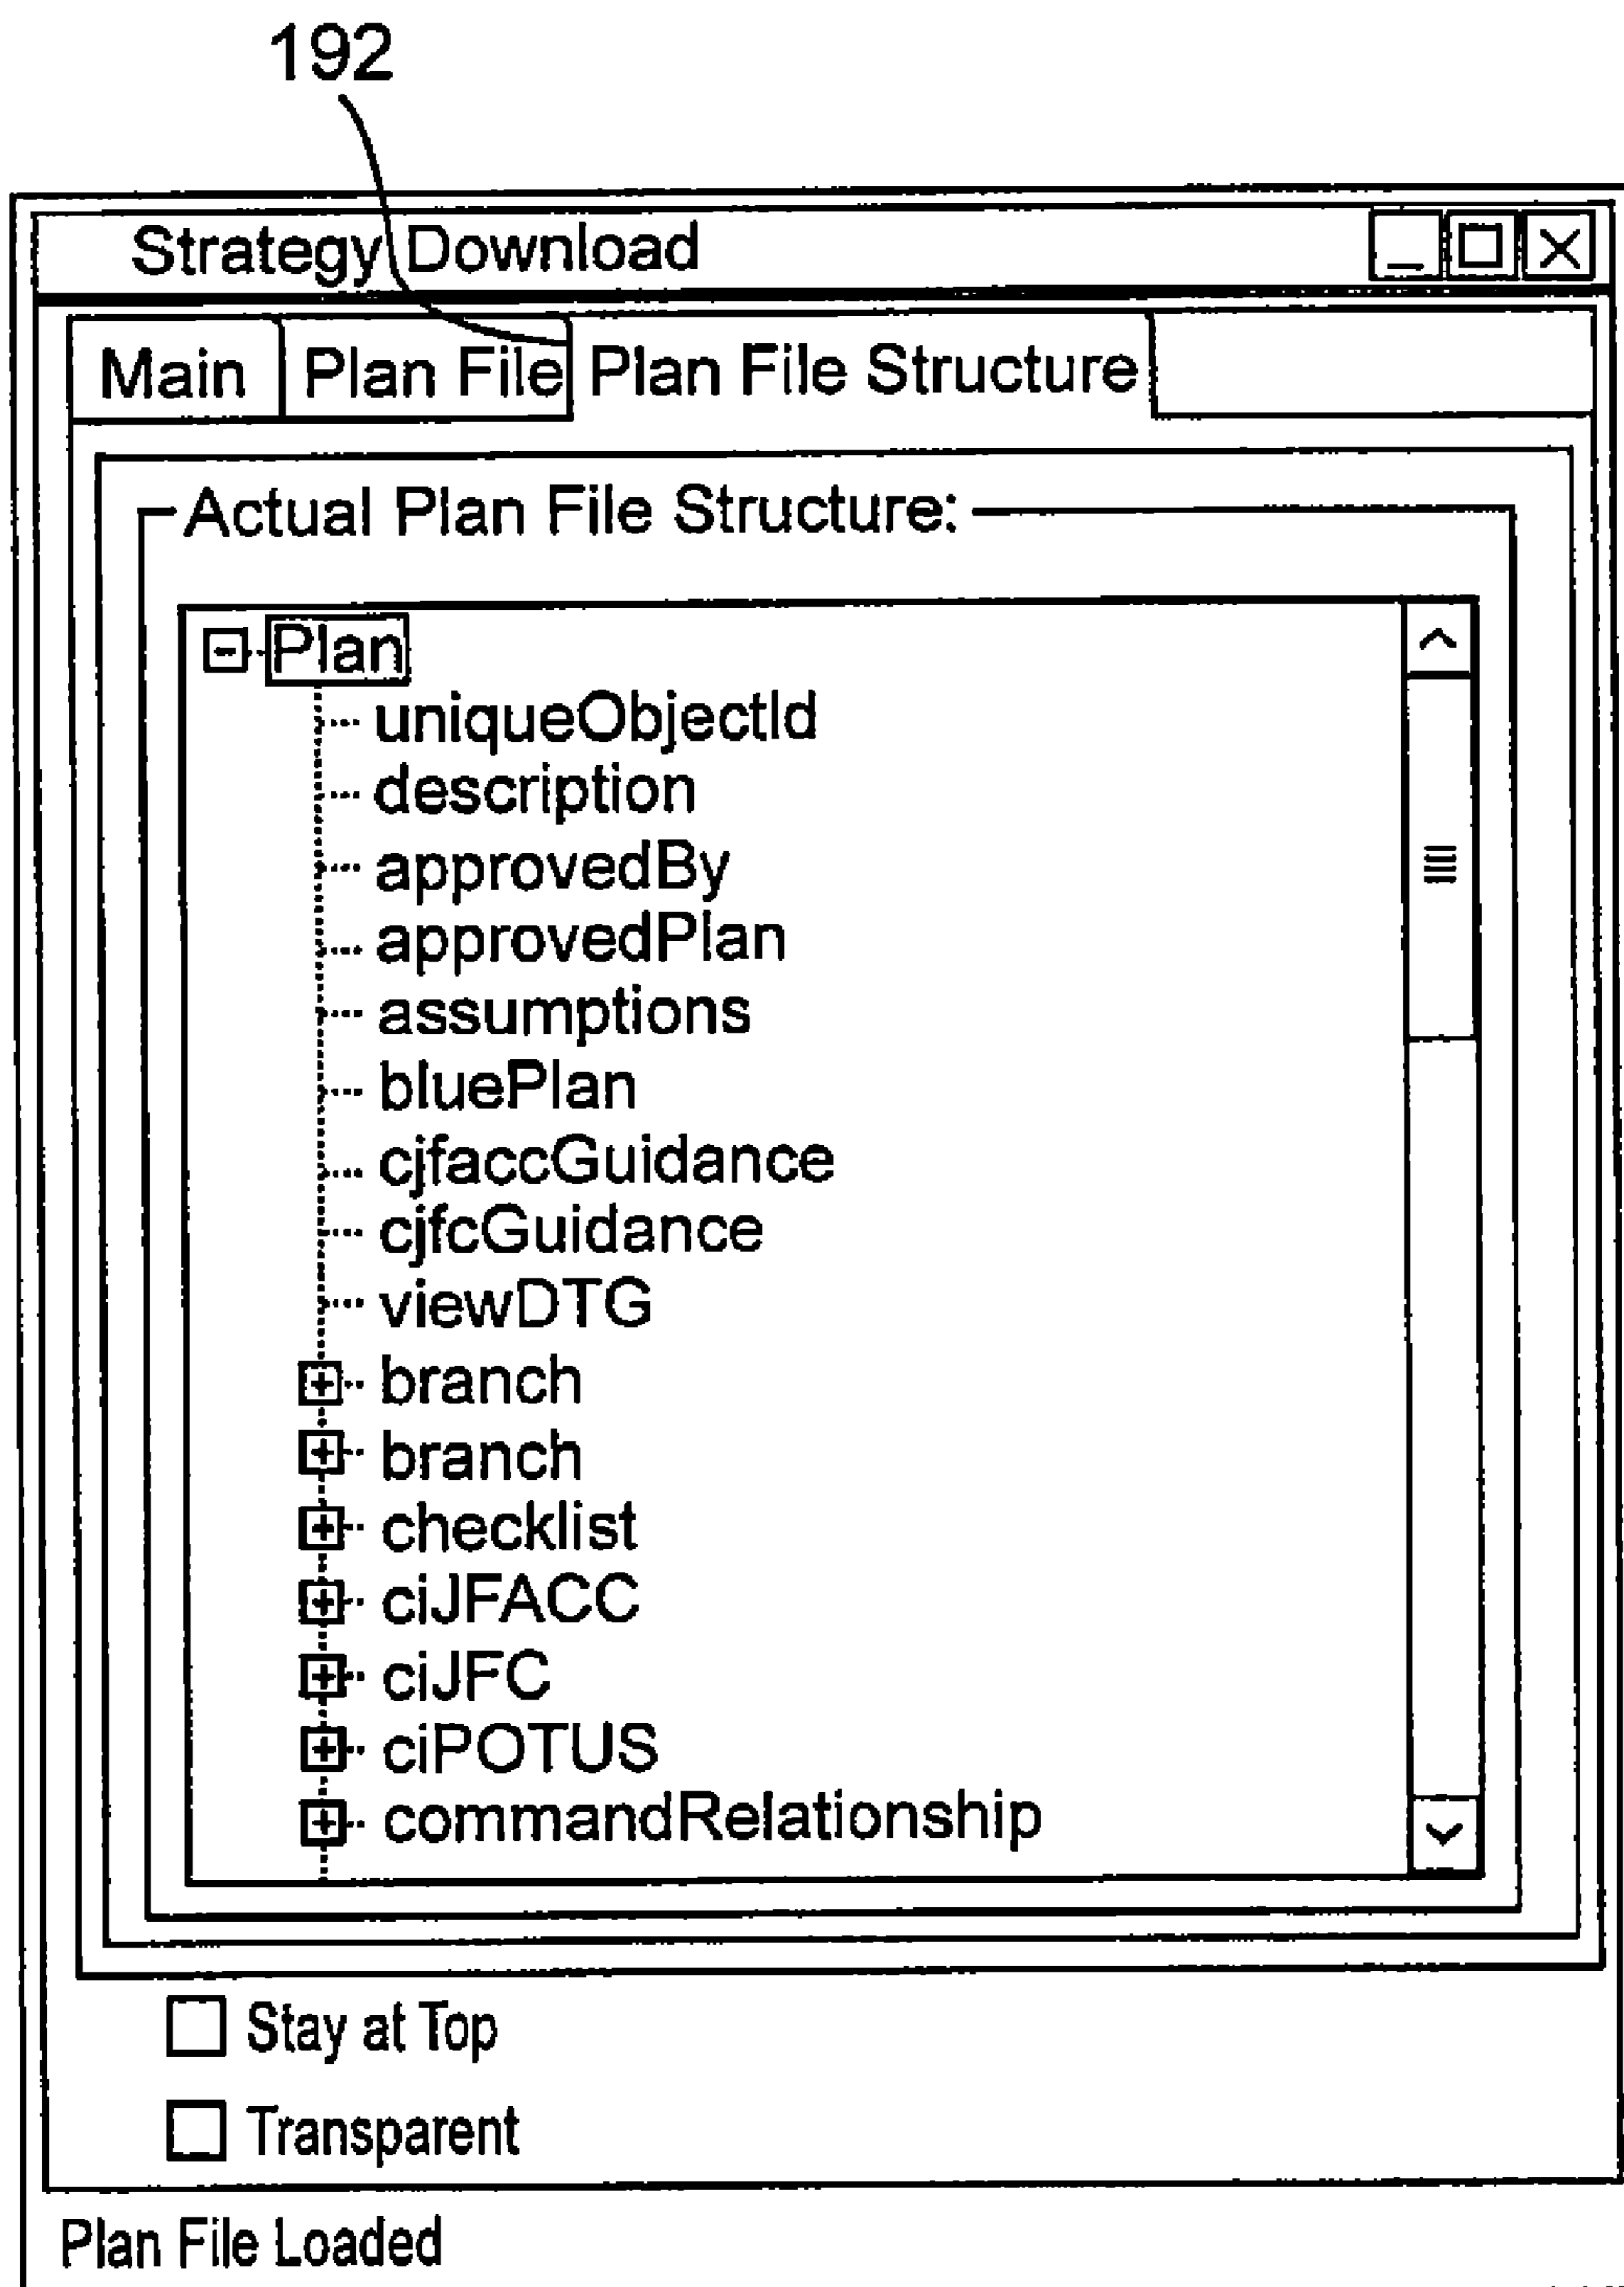 192
Strategy Download
Main Plan File Plan File Structure
Actual Plan File Structure:
Plan
uniqueObjectId
description
approvedBy
approvedPlan
assumptions
bluePlan
cjfaccGuidance
cjfcGuidance
viewDTG
branch
branch
checklist
ciJFACC
ciJFC
ciPOTUS
commandRelationship
Stay at Top
Transparent
Plan File Loaded